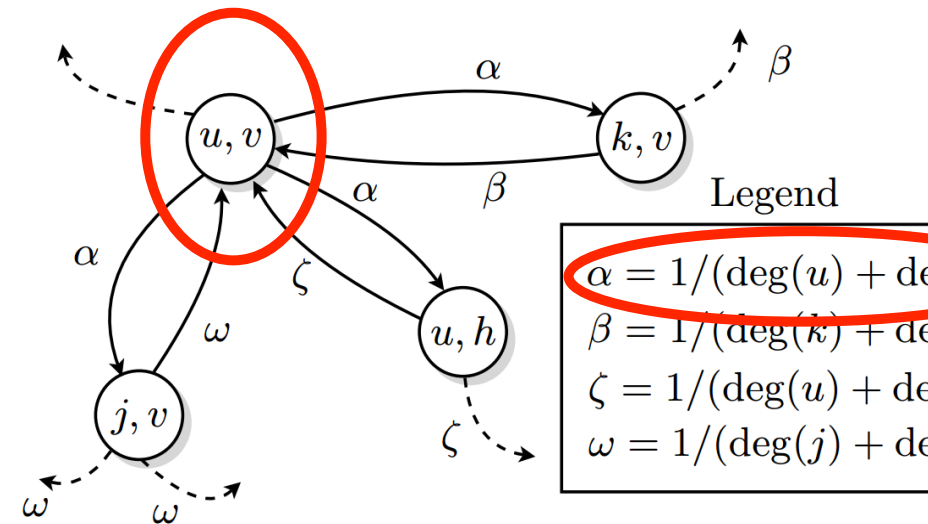 α
β
u, v
k, v
α
β
Legend
α
ζ
α = 1/(deg(u) + de
ω
u, h
β = 1/(deg(k) + de
ζ = 1/(deg(u) + de
j, v
ζ
ω = 1/(deg(j) + de
ω
ω